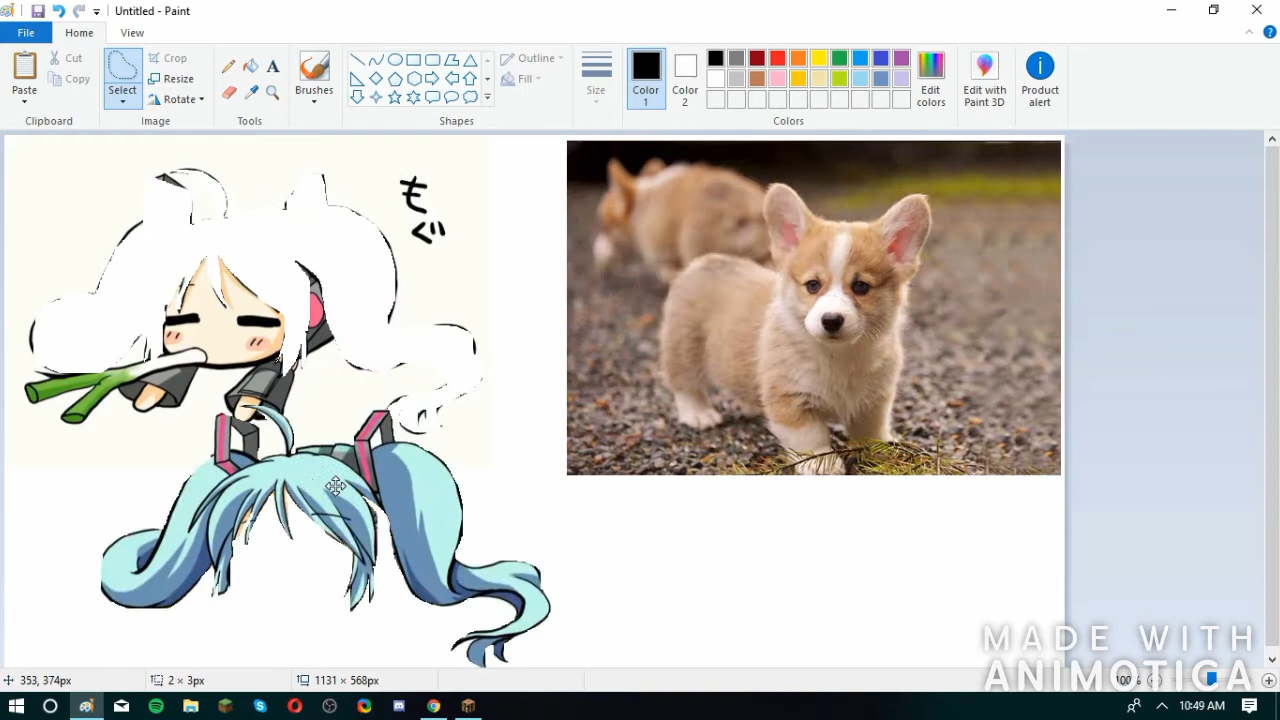 Untitled - Paint
File
Home
View
Paste
Cut
Copy
Clipboard
Select
Crop
Resize
Rotate
Image
Tools
Brushes
Shapes
Outline
Fill
Size
Color 1
Color 2
Colors
Edit colors
Edit with Paint 3D
Product alert
もぐ
353, 374px
2 × 3px
1131 × 568px
100%
MADE WITH
ANIMOTICA
10:49 AM